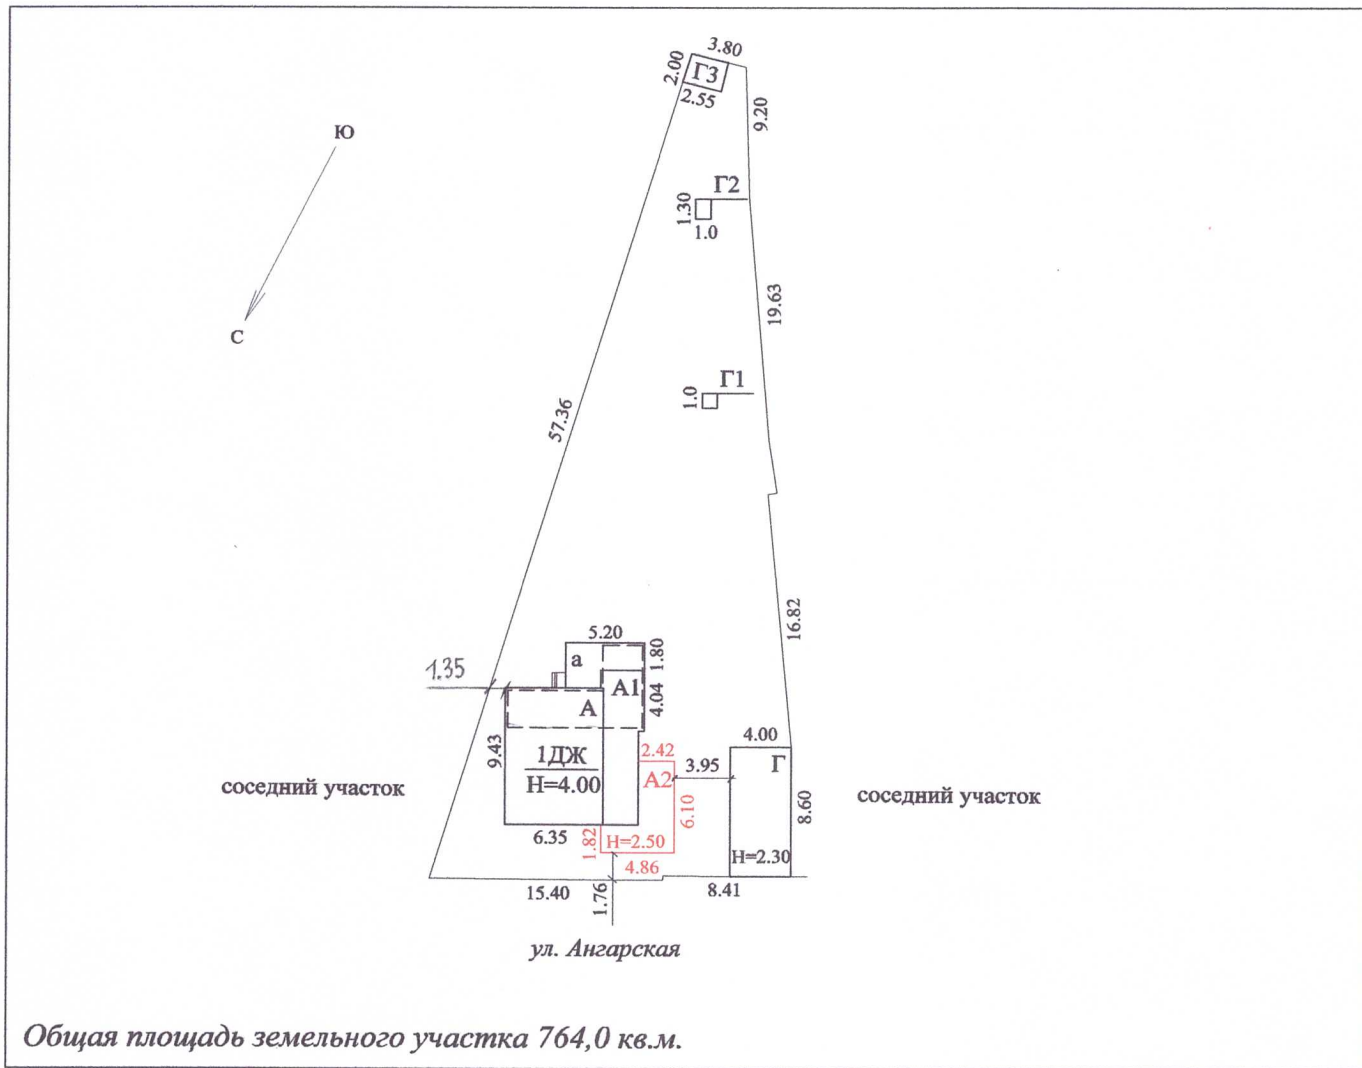 3.80
2.00
Г3
2.55
9.20
Ю
Г2
1.30
1.0
19.63
С
Г1
1.0
57.36
16.82
5.20
1.80
а
1.35
А1
4.04
А
9.43
1ДЖ
Н=4.00
2.42
А2
3.95
4.00
Г
6.10
8.60
соседний участок
соседний участок
6.35
1.82
Н=2.50
Н=2.30
4.86
15.40
1.76
8.41
ул. Ангарская
Общая площадь земельного участка 764,0 кв.м.